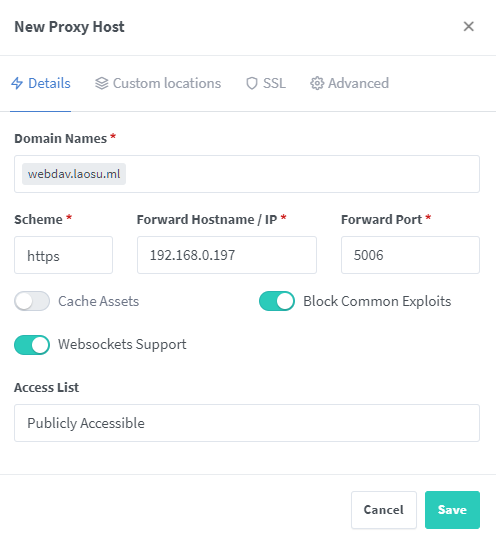 New Proxy Host ×
Details Custom locations SSL Advanced
Domain Names *
webdav.laosu.ml
Scheme * Forward Hostname / IP * Forward Port *
https 192.168.0.197 5006
Cache Assets Block Common Exploits
Websockets Support
Access List
Publicly Accessible
Cancel Save